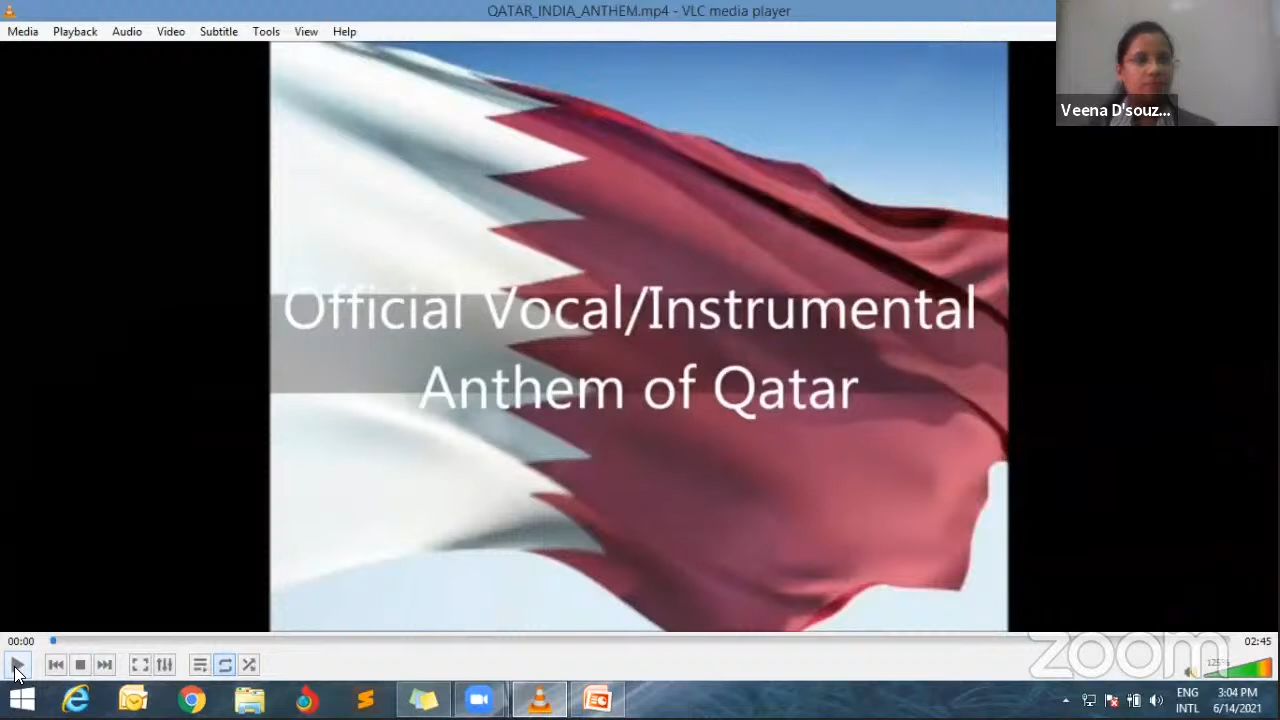 QATAR_INDIA_ANTHEM.mp4 - VLC media player
Media Playback Audio Video Subtitle Tools View Help
Veena D'souz...
Official Vocal/Instrumental
Anthem of Qatar
00:00
02:45
zoom
125%
ENG
INTL
3:04 PM
6/14/2021